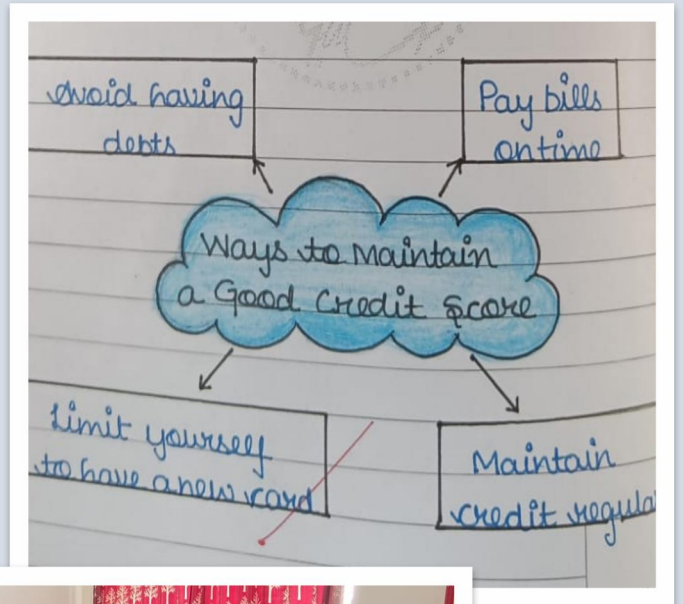 Avoid having
debts
Pay bills
on time
Ways to Maintain
a Good Credit Score
Limit yourself
to have a new card
Maintain
credit regula